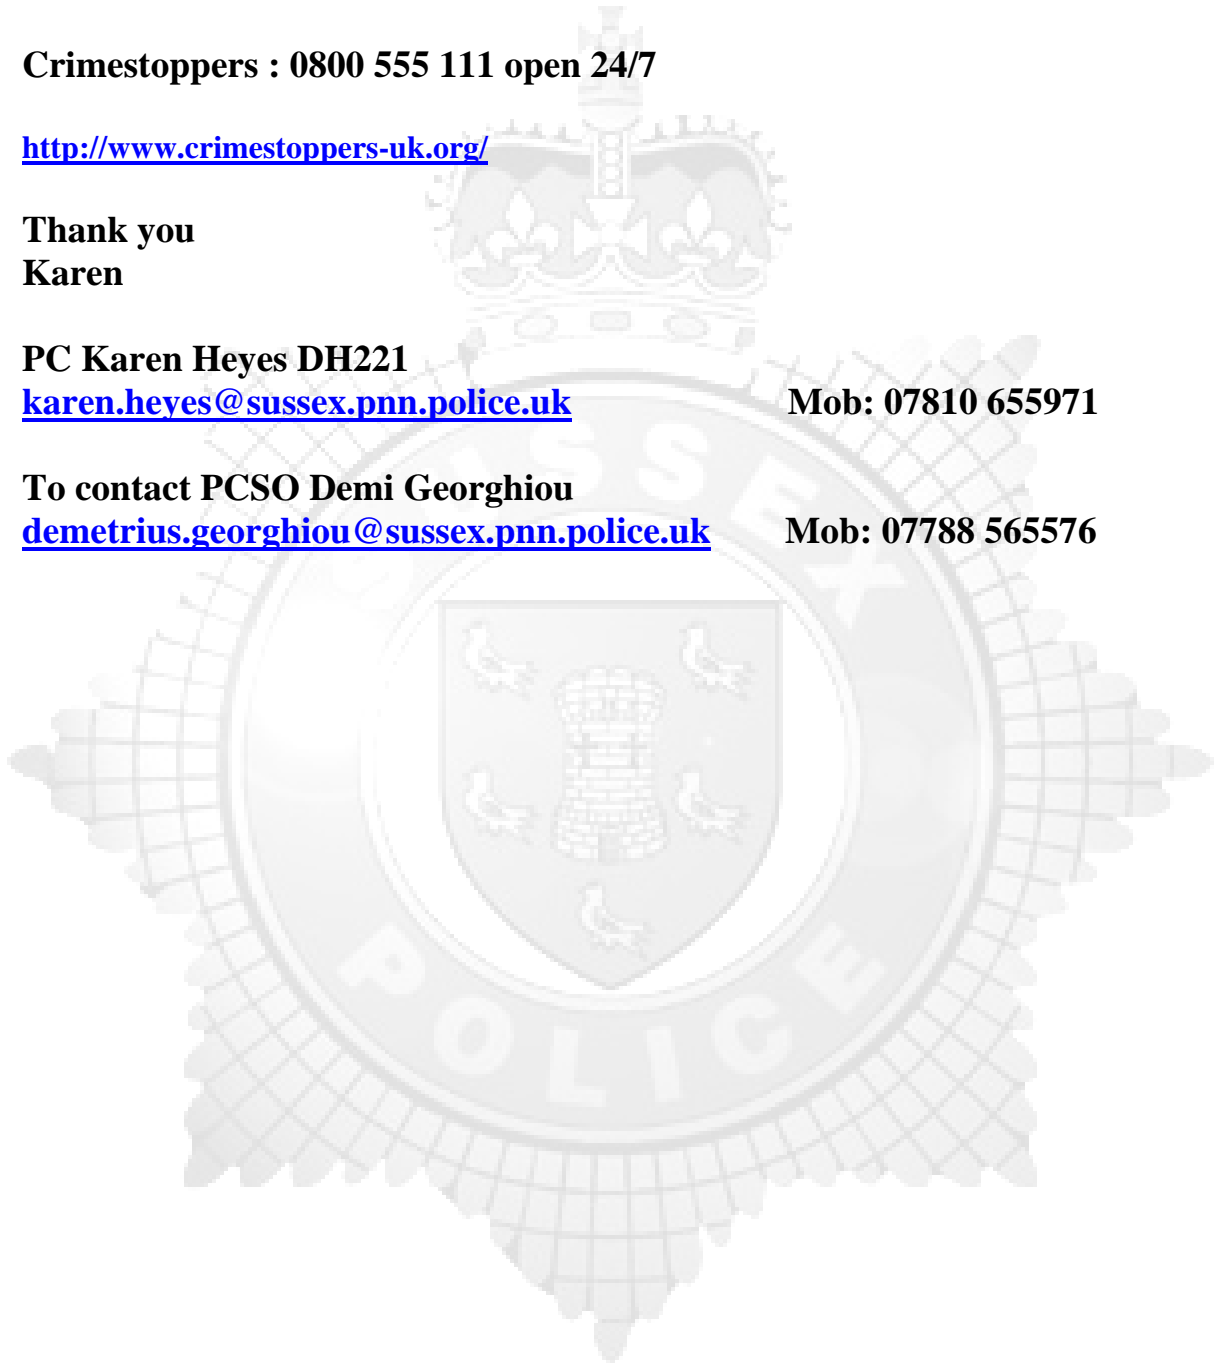 Crimestoppers : 0800 555 111 open 24/7
http://www.crimestoppers-uk.org/
Thank you
Karen
PC Karen Heyes DH221
karen.heyes@sussex.pnn.police.uk Mob: 07810 655971
To contact PCSO Demi Georghiou
demetrius.georghiou@sussex.pnn.police.uk Mob: 07788 565576
SUSSEX
POLICE